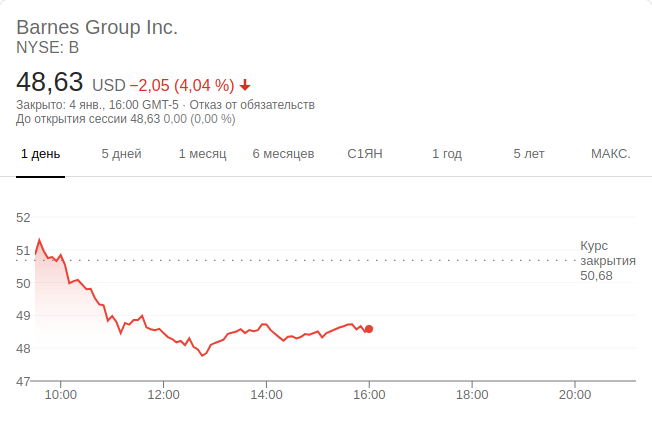 Barnes Group Inc.
NYSE: B
48,63 USD −2,05 (4,04 %)
Закрыто: 4 янв., 16:00 GMT-5 · Отказ от обязательств
До открытия сессии 48,63 0,00 (0,00 %)
1 день 5 дней 1 месяц 6 месяцев С1ЯН 1 год 5 лет МАКС.
52
51
50
49
48
47
Курс
закрытия
50,68
10:00 12:00 14:00 16:00 18:00 20:00